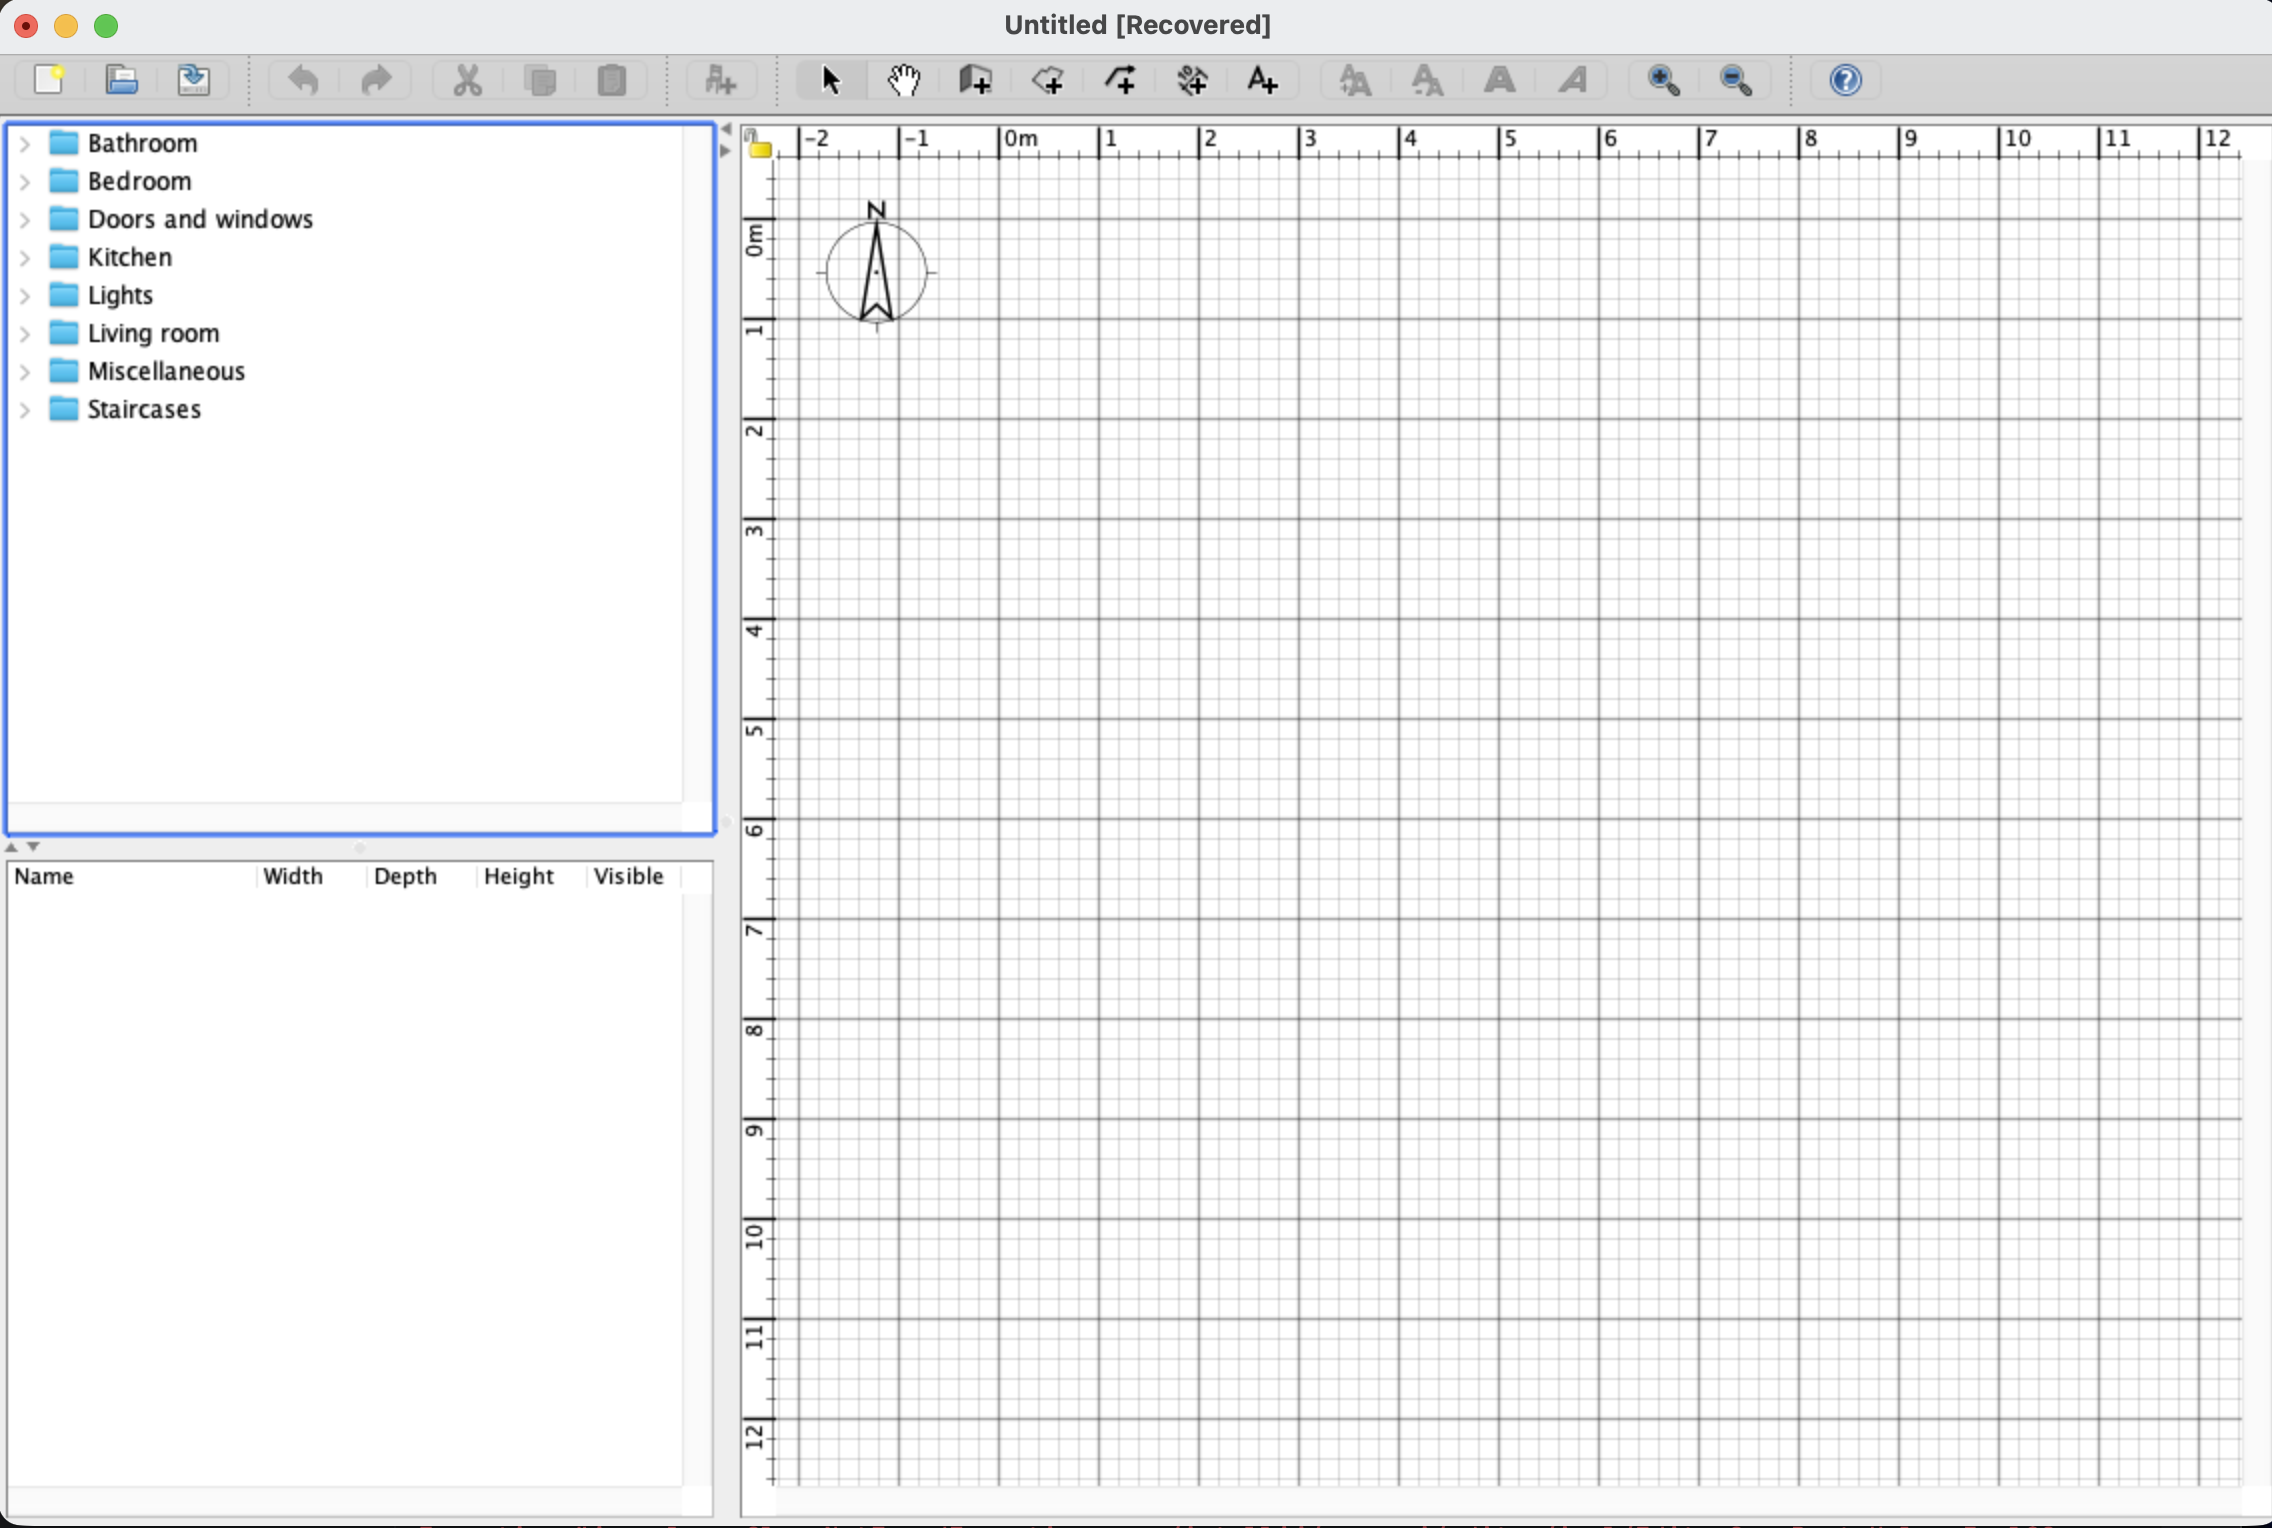 Untitled [Recovered]
Bathroom
Bedroom
Doors and windows
Kitchen
Lights
Living room
Miscellaneous
Staircases
Name Width Depth Height Visible
-2 -1 0m 1 2 3 4 5 6 7 8 9 10 11 12
N
0m
1
2
3
4
5
6
7
8
9
10
11
12